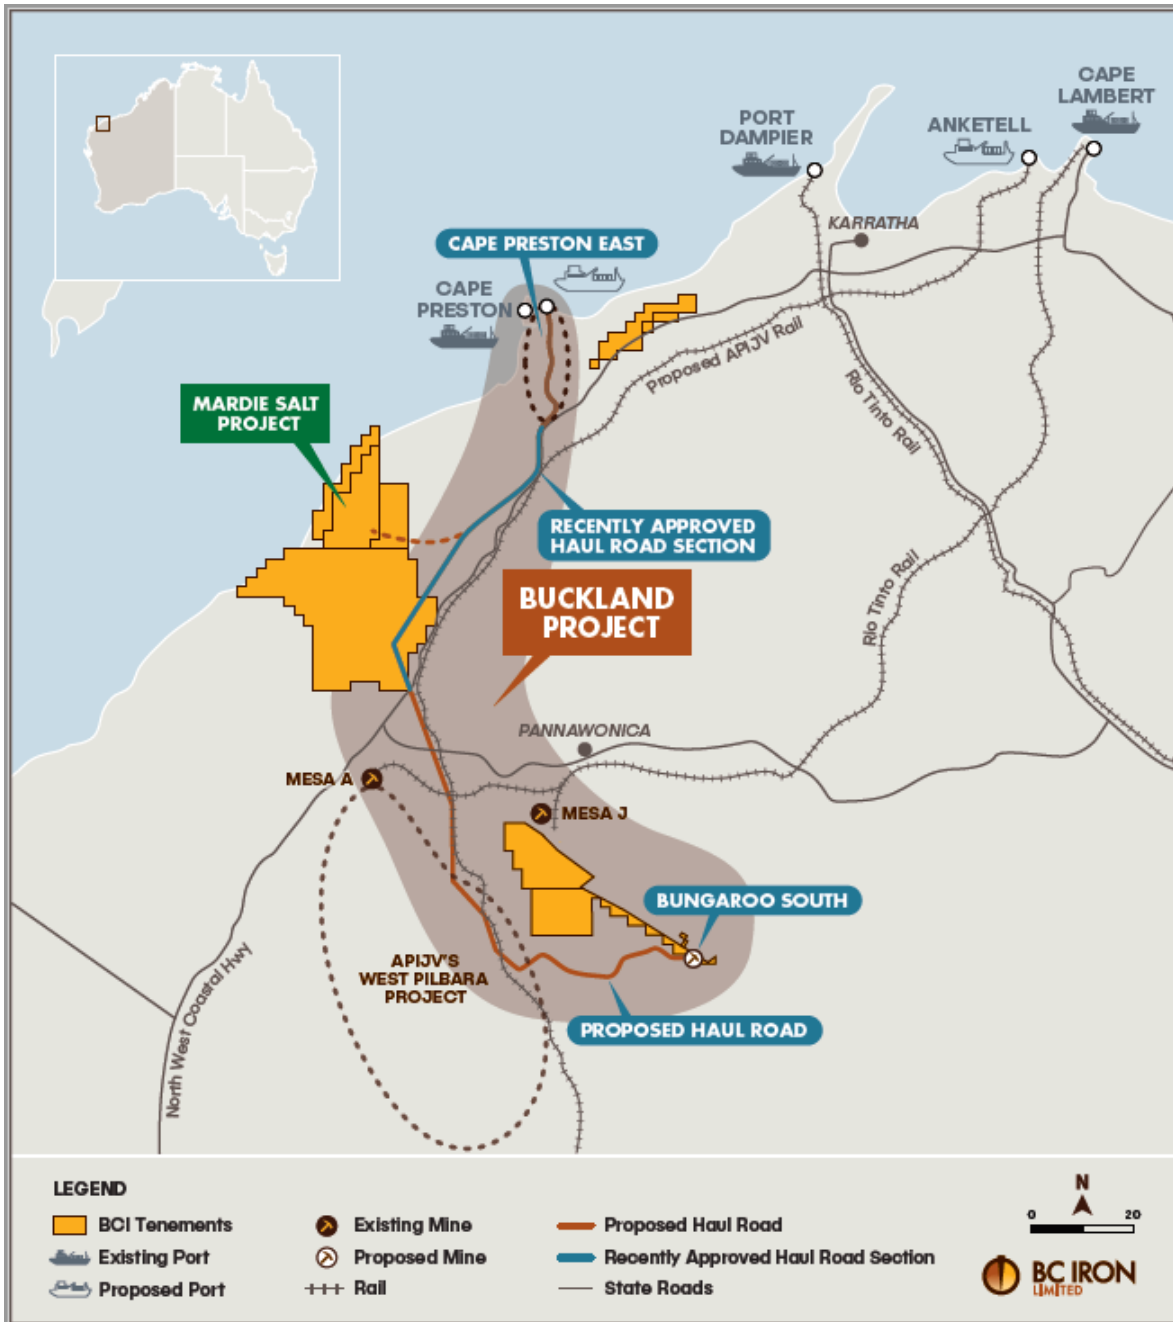 CAPE
LAMBERT
PORT
DAMPIER
ANKETELL
KARRATHA
CAPE PRESTON EAST
CAPE
PRESTON
Proposed APIJV Rail
Rio Tinto Rail
MARDIE SALT
PROJECT
RECENTLY APPROVED
HAUL ROAD SECTION
BUCKLAND
PROJECT
Rio Tinto Rail
PANNAWONICA
MESA A
MESA J
BUNGAROO SOUTH
APIJV'S
WEST PILBARA
PROJECT
PROPOSED HAUL ROAD
North West Coastal Hwy
LEGEND
BCI Tenements
Existing Port
Proposed Port
Existing Mine
Proposed Mine
Rail
Proposed Haul Road
Recently Approved Haul Road Section
State Roads
N
0 20
BC IRON
LIMITED